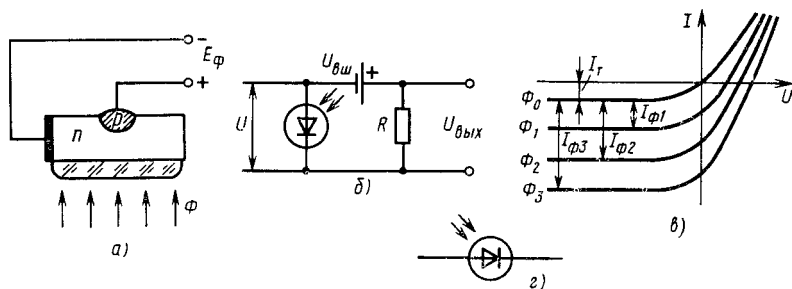 −
E_ф
+
p
n
Ф
а)
U_вш
+
U
R
U_вых
б)
I
I_т
U
Ф_0
Ф_1
Ф_2
Ф_3
I_ф1
I_ф2
I_ф3
в)
г)